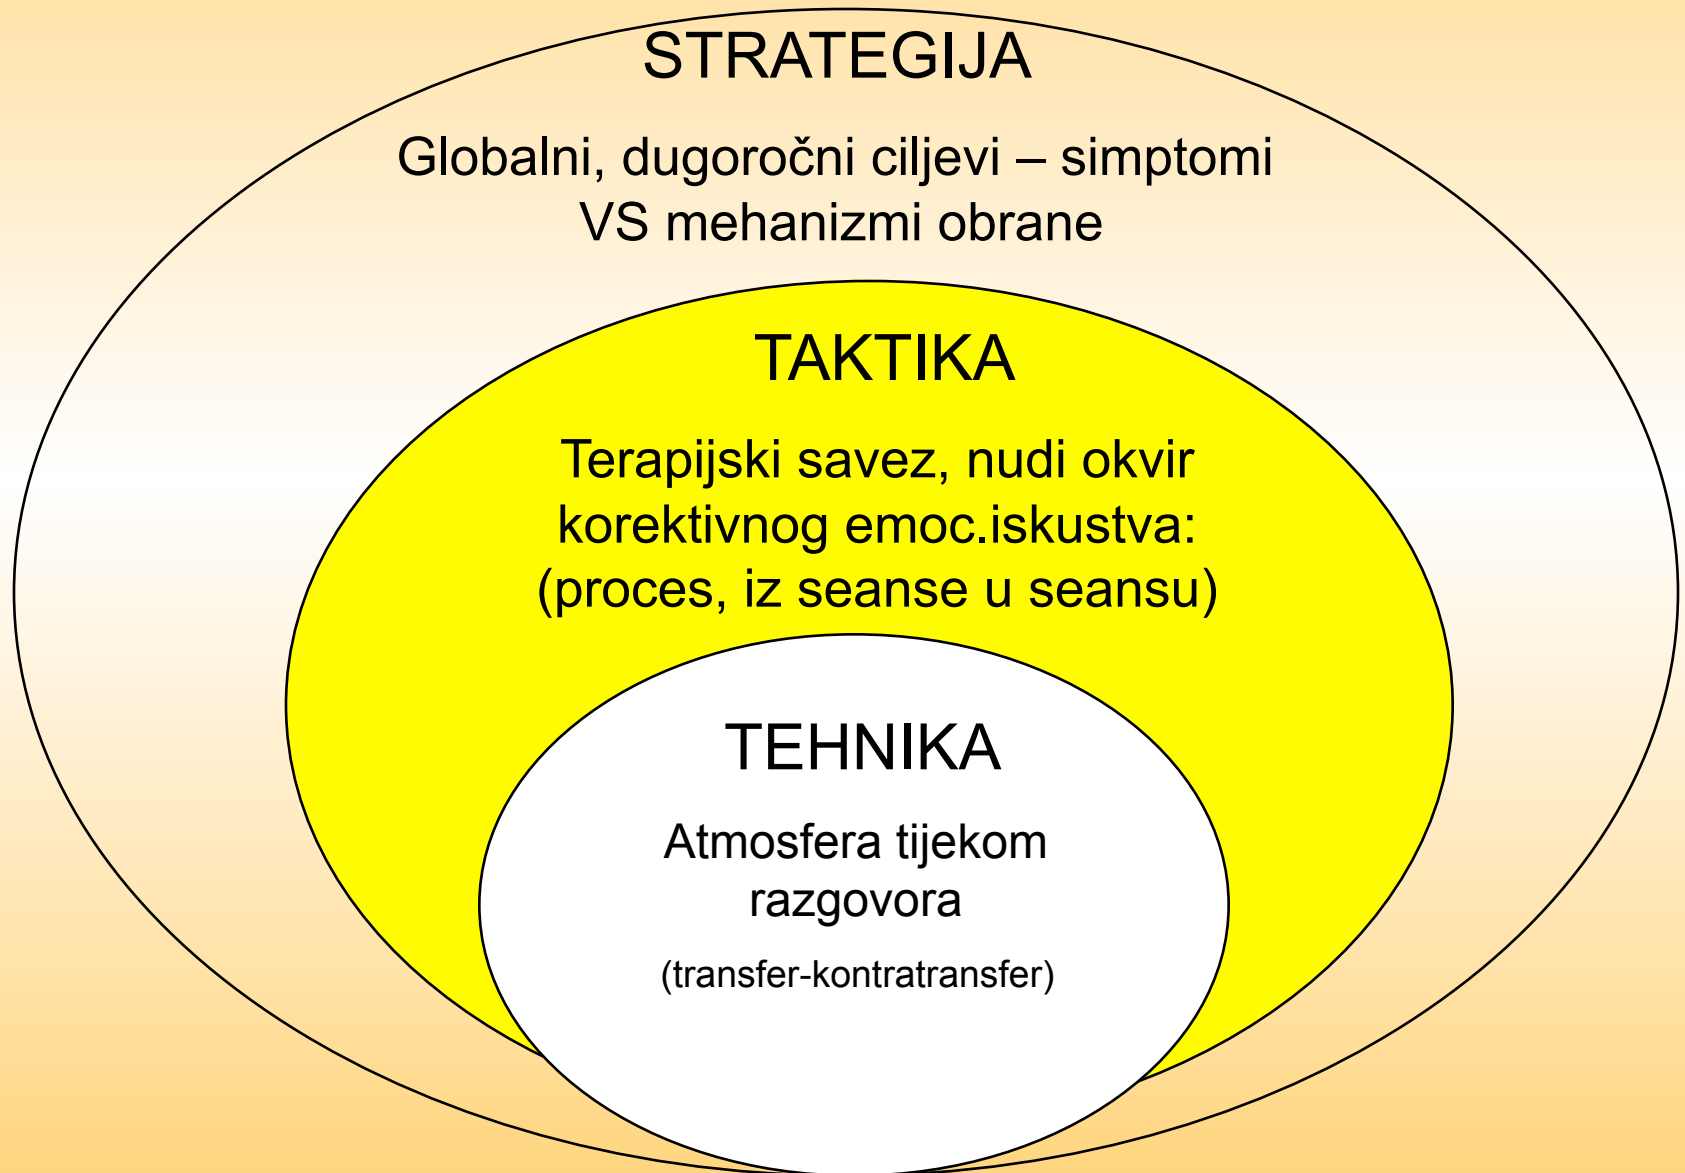 STRATEGIJA
Globalni, dugoročni ciljevi – simptomi
VS mehanizmi obrane
TAKTIKA
Terapijski savez, nudi okvir
korektivnog emoc.iskustva:
(proces, iz seanse u seansu)
TEHNIKA
Atmosfera tijekom
razgovora
(transfer-kontratransfer)